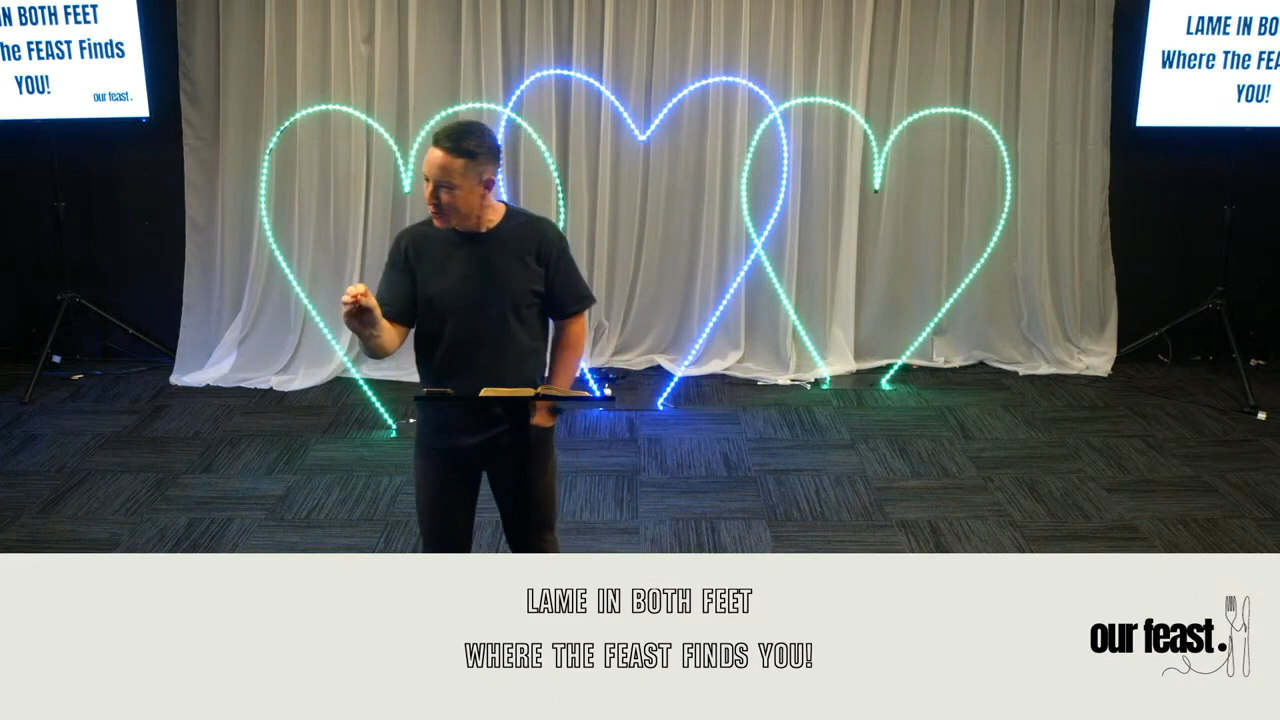 IN BOTH FEET
he FEAST Finds
YOU!
our feast.
LAME IN BO
Where The FEA
YOU!
LAME IN BOTH FEET
WHERE THE FEAST FINDS YOU!
our feast.